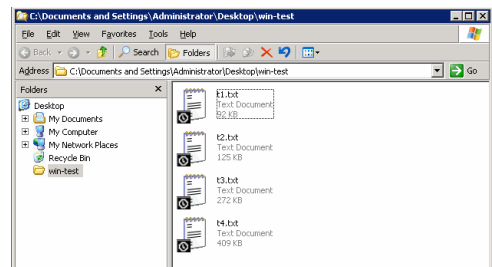 C:\Documents and Settings\Administrator\Desktop\win-test
File Edit View Favorites Tools Help
Back Search Folders
Address C:\Documents and Settings\Administrator\Desktop\win-test Go
Folders
Desktop
My Documents
My Computer
My Network Places
Recycle Bin
win-test
t1.txt
Text Document
92 KB
t2.txt
Text Document
125 KB
t3.txt
Text Document
272 KB
t4.txt
Text Document
409 KB